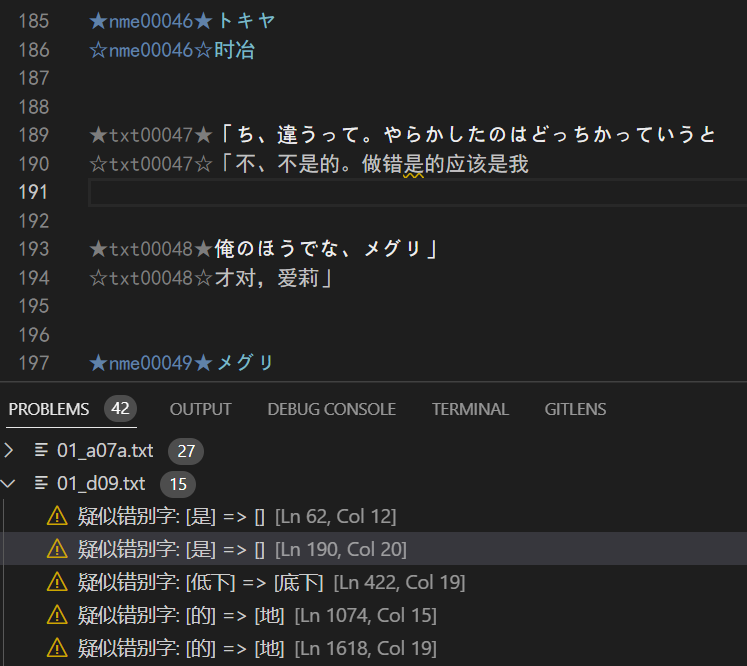 185 ★nme00046★トキヤ
186 ☆nme00046☆时冶
187
188
189 ★txt00047★「ち、違うって。やらかしたのはどっちかっていうと
190 ☆txt00047☆「不、不是的。做错是的应该是我
191
192
193 ★txt00048★俺のほうでな、メグリ」
194 ☆txt00048☆才对，爱莉」
195
196
197 ★nme00049★メグリ
PROBLEMS 42 OUTPUT DEBUG CONSOLE TERMINAL GITLENS
01_a07a.txt 27
01_d09.txt 15
疑似错别字: [是] => [] [Ln 62, Col 12]
疑似错别字: [是] => [] [Ln 190, Col 20]
疑似错别字: [低下] => [底下] [Ln 422, Col 19]
疑似错别字: [的] => [地] [Ln 1074, Col 15]
疑似错别字: [的] => [地] [Ln 1618, Col 19]